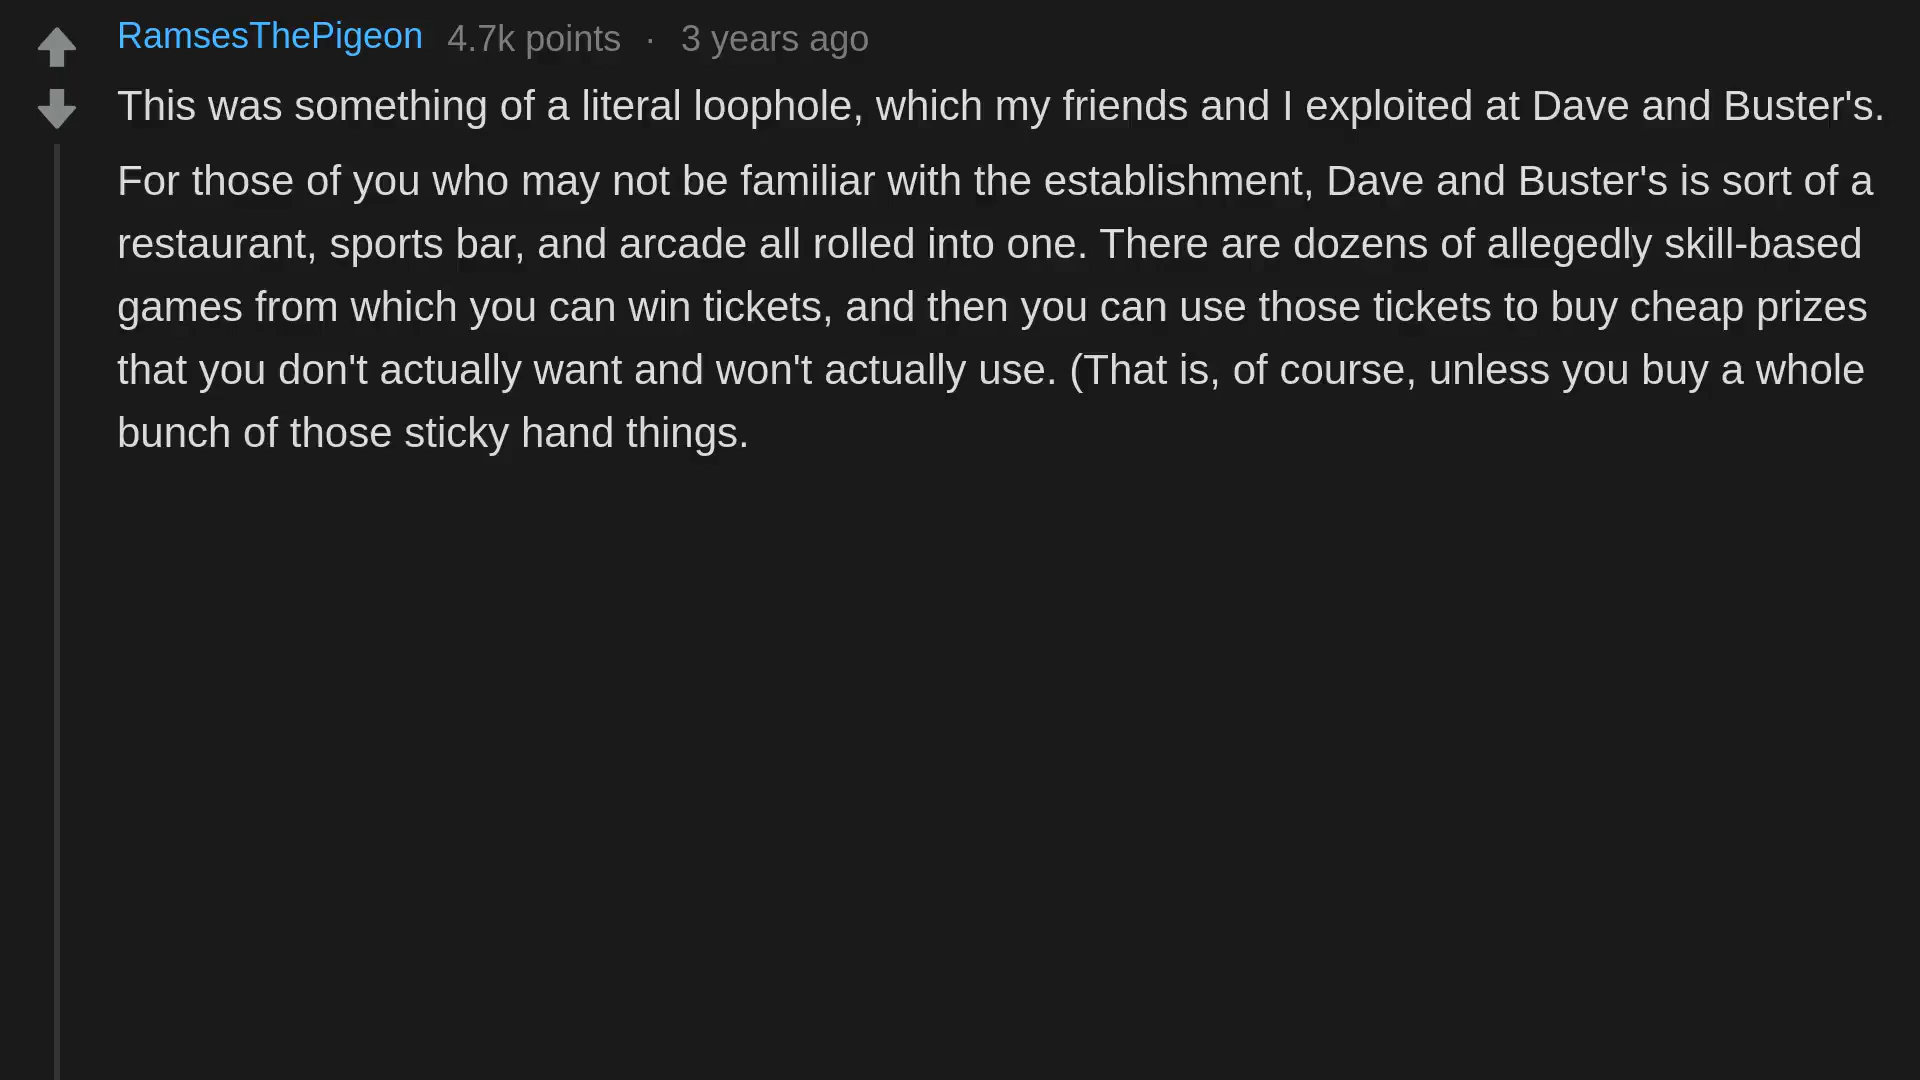 RamsesThePigeon 4.7k points · 3 years ago
This was something of a literal loophole, which my friends and I exploited at Dave and Buster's.
For those of you who may not be familiar with the establishment, Dave and Buster's is sort of a
restaurant, sports bar, and arcade all rolled into one. There are dozens of allegedly skill-based
games from which you can win tickets, and then you can use those tickets to buy cheap prizes
that you don't actually want and won't actually use. (That is, of course, unless you buy a whole
bunch of those sticky hand things.